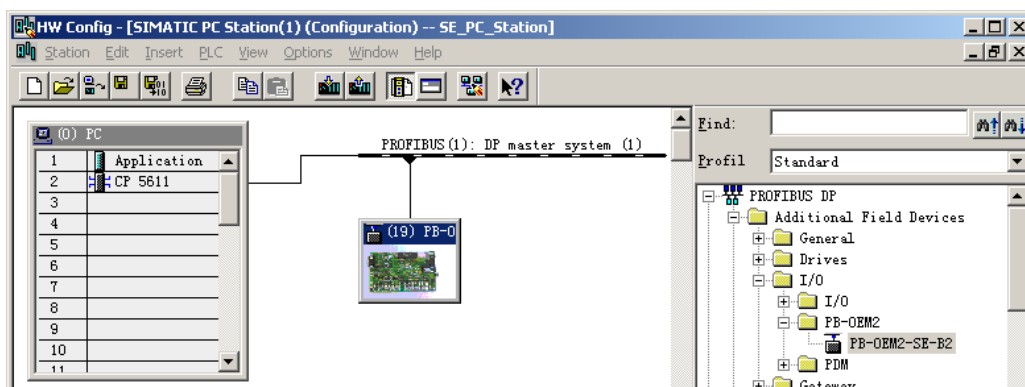 HW Config - [SIMATIC PC Station(1) (Configuration) -- SE_PC_Station]
Station Edit Insert PLC View Options Window Help
(0) PC
1 Application
2 CP 5611
3
4
5
6
7
8
9
10
11
PROFIBUS(1): DP master system (1)
(19) PB-O
Find:
Profil Standard
PROFIBUS DP
Additional Field Devices
General
Drives
I/O
I/O
PB-OEM2
PB-OEM2-SE-B2
PDM
Gateway